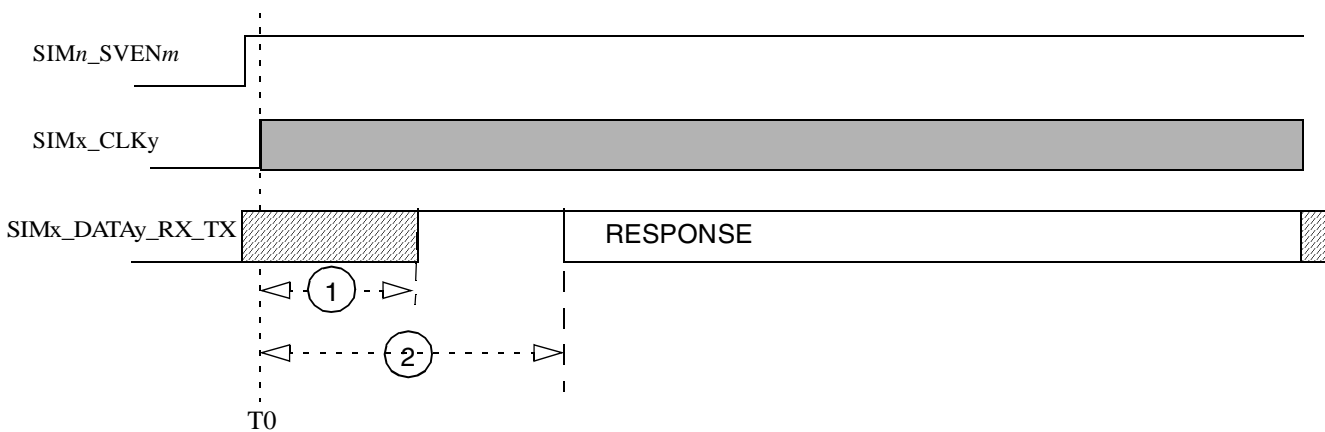 SIMn_SVENm
SIMx_CLKy
SIMx_DATAy_RX_TX
RESPONSE
1
2
T0